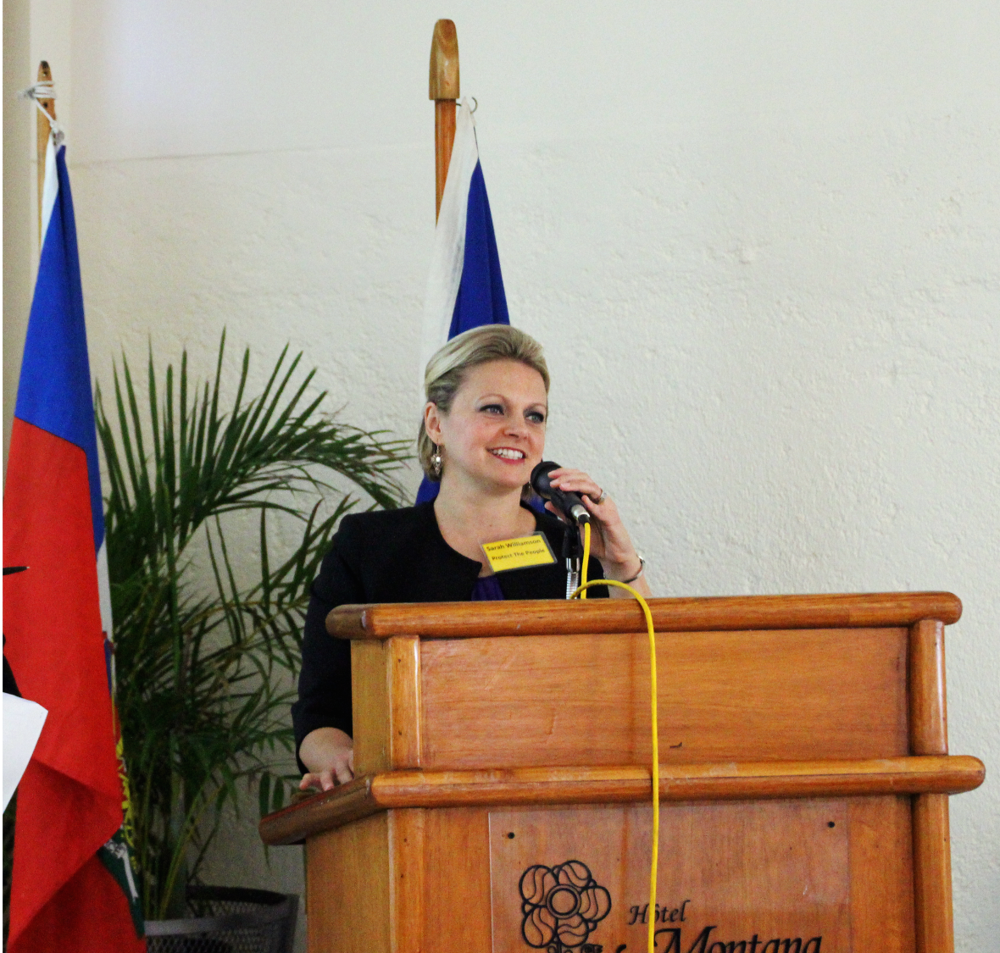 Sarah Williamson
Protect The People
Hôtel
Montana